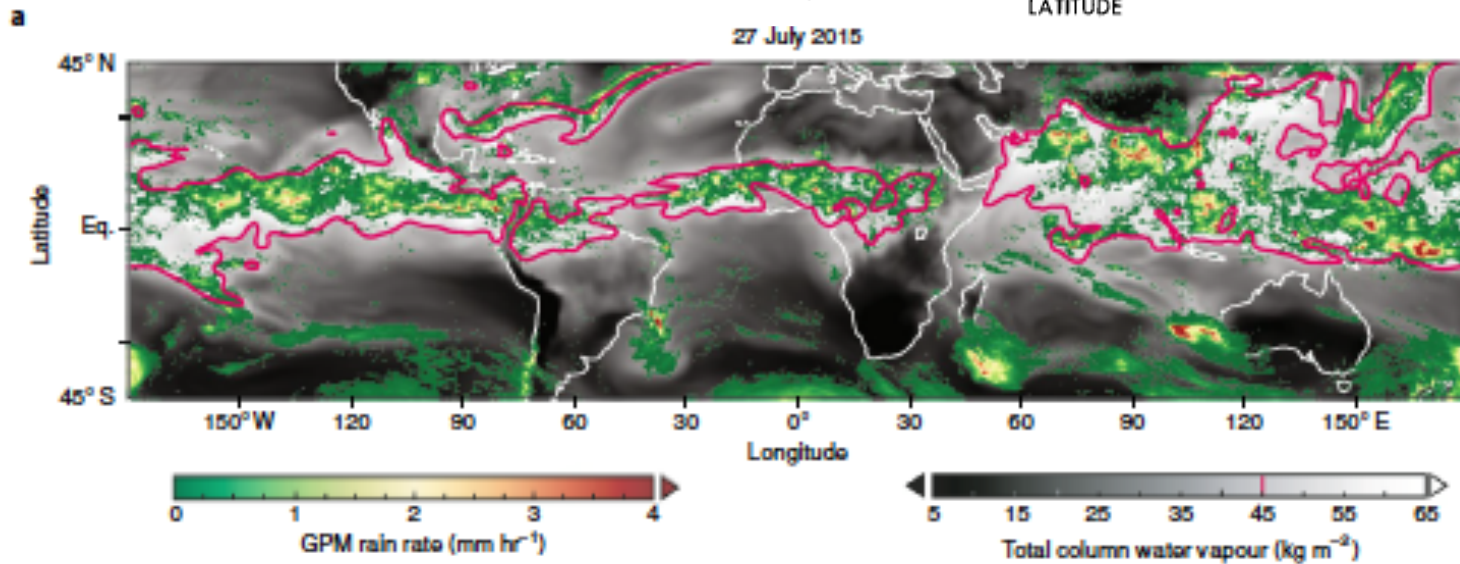 LATITUDE
a
27 July 2015
45° N
Eq.
45° S
Latitude
150° W 120 90 60 30 0° 30 60 90 120 150° E
Longitude
0 1 2 3 4
GPM rain rate (mm hr⁻¹)
5 15 25 35 45 55 65
Total column water vapour (kg m⁻²)